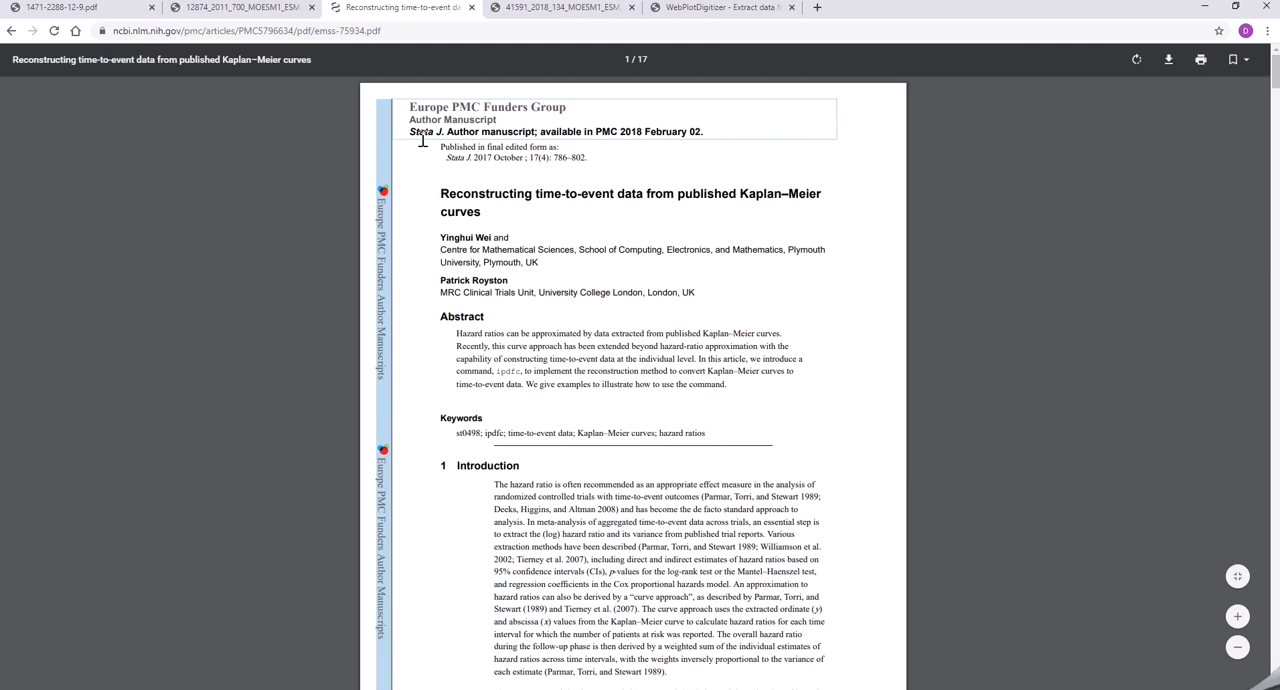 1471-2288-12-9.pdf
12874_2011_700_MOESM1_ESM
Reconstructing time-to-event da
41591_2018_134_MOESM1_ESM.
WebPlotDigitizer - Extract data f
ncbi.nlm.nih.gov/pmc/articles/PMC5796634/pdf/emss-75934.pdf
D
Reconstructing time-to-event data from published Kaplan–Meier curves
1 / 17
Europe PMC Funders Group
Author Manuscript
Stata J. Author manuscript; available in PMC 2018 February 02.
Published in final edited form as:
Stata J. 2017 October ; 17(4): 786–802.
Reconstructing time-to-event data from published Kaplan–Meier
curves
Yinghui Wei and
Centre for Mathematical Sciences, School of Computing, Electronics, and Mathematics, Plymouth
University, Plymouth, UK
Patrick Royston
MRC Clinical Trials Unit, University College London, London, UK
Abstract
Hazard ratios can be approximated by data extracted from published Kaplan–Meier curves.
Recently, this curve approach has been extended beyond hazard-ratio approximation with the
capability of constructing time-to-event data at the individual level. In this article, we introduce a
command, ipdfc, to implement the reconstruction method to convert Kaplan–Meier curves to
time-to-event data. We give examples to illustrate how to use the command.
Keywords
st0498; ipdfc; time-to-event data; Kaplan–Meier curves; hazard ratios
1 Introduction
The hazard ratio is often recommended as an appropriate effect measure in the analysis of
randomized controlled trials with time-to-event outcomes (Parmar, Torri, and Stewart 1989;
Deeks, Higgins, and Altman 2008) and has become the de facto standard approach to
analysis. In meta-analysis of aggregated time-to-event data across trials, an essential step is
to extract the (log) hazard ratio and its variance from published trial reports. Various
extraction methods have been described (Parmar, Torri, and Stewart 1989; Williamson et al.
2002; Tierney et al. 2007), including direct and indirect estimates of hazard ratios based on
95% confidence intervals (CIs), p-values for the log-rank test or the Mantel–Haenszel test,
and regression coefficients in the Cox proportional hazards model. An approximation to
hazard ratios can also be derived by a “curve approach”, as described by Parmar, Torri, and
Stewart (1989) and Tierney et al. (2007). The curve approach uses the extracted ordinate (y)
and abscissa (x) values from the Kaplan–Meier curve to calculate hazard ratios for each time
interval for which the number of patients at risk was reported. The overall hazard ratio
during the follow-up phase is then derived by a weighted sum of the individual estimates of
hazard ratios across time intervals, with the weights inversely proportional to the variance of
each estimate (Parmar, Torri, and Stewart 1989).
Europe PMC Funders Author Manuscripts
Europe PMC Funders Author Manuscripts